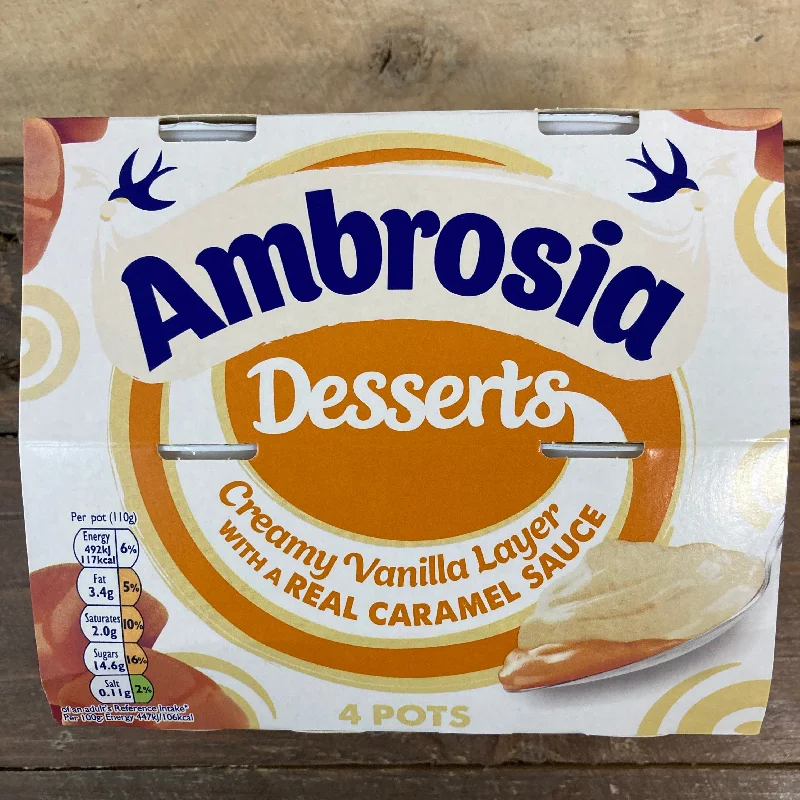 Ambrosia
Desserts
Creamy Vanilla Layer
WITH A REAL CARAMEL SAUCE
Per pot (110g)
Energy
492kJ
117kcal 6%
Fat
3.4g 5%
Saturates
2.0g 10%
Sugars
14.6g 16%
Salt
0.11g 2%
of an adult's Reference Intake*
Per 100g: Energy 447kJ/106kcal
4 POTS